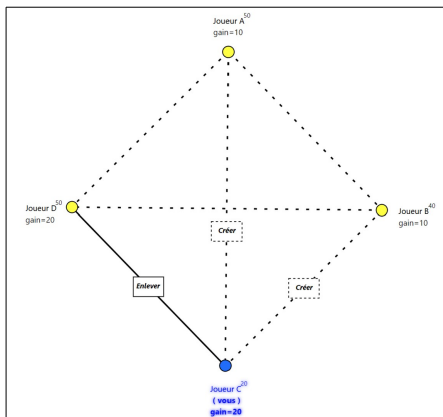 Joueur A50
gain=10
Joueur D50
gain=20
Joueur B40
gain=10
Créer
Créer
Enlever
Joueur C20
( vous )
gain=20